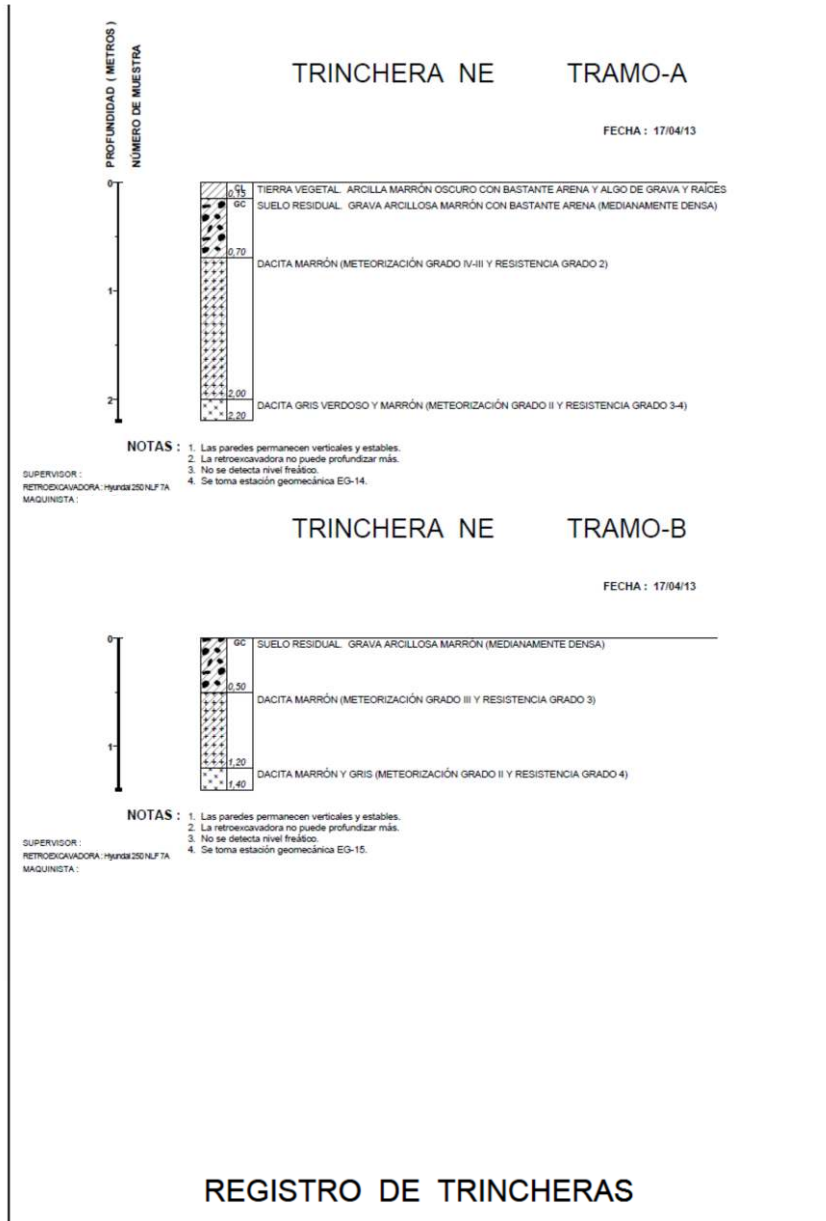 PROFUNDIDAD ( METROS )
NÚMERO DE MUESTRA
TRINCHERA NE TRAMO-A
FECHA : 17/04/13
0
CL TIERRA VEGETAL. ARCILLA MARRÓN OSCURO CON BASTANTE ARENA Y ALGO DE GRAVA Y RAÍCES
0,15
GC SUELO RESIDUAL. GRAVA ARCILLOSA MARRÓN CON BASTANTE ARENA (MEDIANAMENTE DENSA)
0,70
DACITA MARRÓN (METEORIZACIÓN GRADO IV-III Y RESISTENCIA GRADO 2)
1
2,00
2
DACITA GRIS VERDOSO Y MARRÓN (METEORIZACIÓN GRADO II Y RESISTENCIA GRADO 3-4)
2,20
NOTAS : 1. Las paredes permanecen verticales y estables.
2. La retroexcavadora no puede profundizar más.
3. No se detecta nivel freático.
4. Se toma estación geomecánica EG-14.
SUPERVISOR :
RETROEXCAVADORA : Hyundai 250 NLF 7A
MAQUINISTA :
TRINCHERA NE TRAMO-B
FECHA : 17/04/13
0
GC SUELO RESIDUAL. GRAVA ARCILLOSA MARRÓN (MEDIANAMENTE DENSA)
0,50
DACITA MARRÓN (METEORIZACIÓN GRADO III Y RESISTENCIA GRADO 3)
1
1,20
DACITA MARRÓN Y GRIS (METEORIZACIÓN GRADO II Y RESISTENCIA GRADO 4)
1,40
NOTAS : 1. Las paredes permanecen verticales y estables.
2. La retroexcavadora no puede profundizar más.
3. No se detecta nivel freático.
4. Se toma estación geomecánica EG-15.
SUPERVISOR :
RETROEXCAVADORA : Hyundai 250 NLF 7A
MAQUINISTA :
REGISTRO DE TRINCHERAS